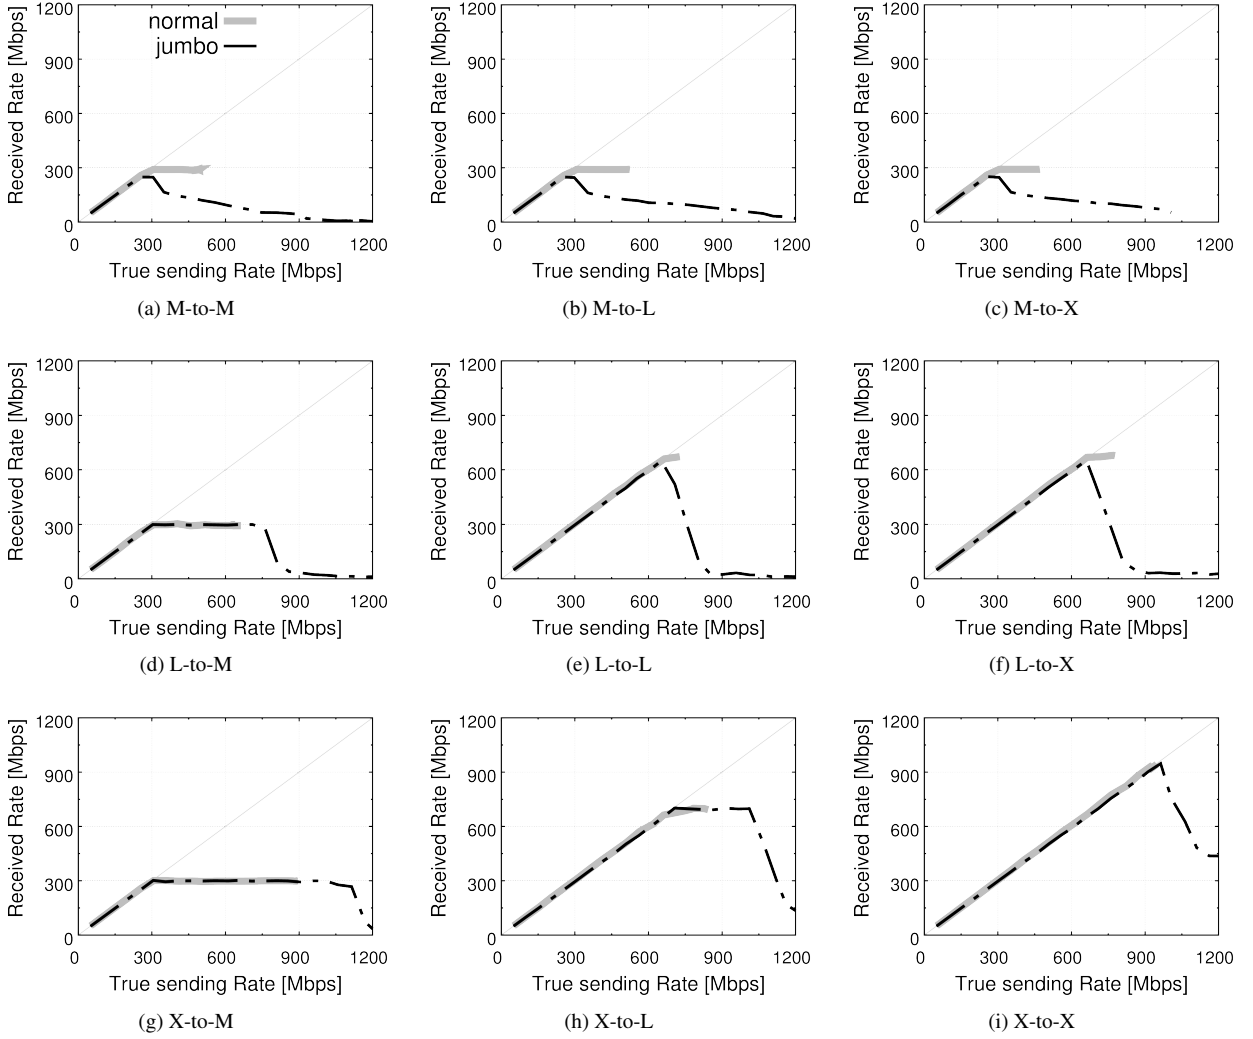 normal
jumbo
Received Rate [Mbps]
1200
900
600
300
0
0 300 600 900 1200
True sending Rate [Mbps]
(a) M-to-M
Received Rate [Mbps]
1200
900
600
300
0
0 300 600 900 1200
True sending Rate [Mbps]
(b) M-to-L
Received Rate [Mbps]
1200
900
600
300
0
0 300 600 900 1200
True sending Rate [Mbps]
(c) M-to-X
Received Rate [Mbps]
1200
900
600
300
0
0 300 600 900 1200
True sending Rate [Mbps]
(d) L-to-M
Received Rate [Mbps]
1200
900
600
300
0
0 300 600 900 1200
True sending Rate [Mbps]
(e) L-to-L
Received Rate [Mbps]
1200
900
600
300
0
0 300 600 900 1200
True sending Rate [Mbps]
(f) L-to-X
Received Rate [Mbps]
1200
900
600
300
0
0 300 600 900 1200
True sending Rate [Mbps]
(g) X-to-M
Received Rate [Mbps]
1200
900
600
300
0
0 300 600 900 1200
True sending Rate [Mbps]
(h) X-to-L
Received Rate [Mbps]
1200
900
600
300
0
0 300 600 900 1200
True sending Rate [Mbps]
(i) X-to-X